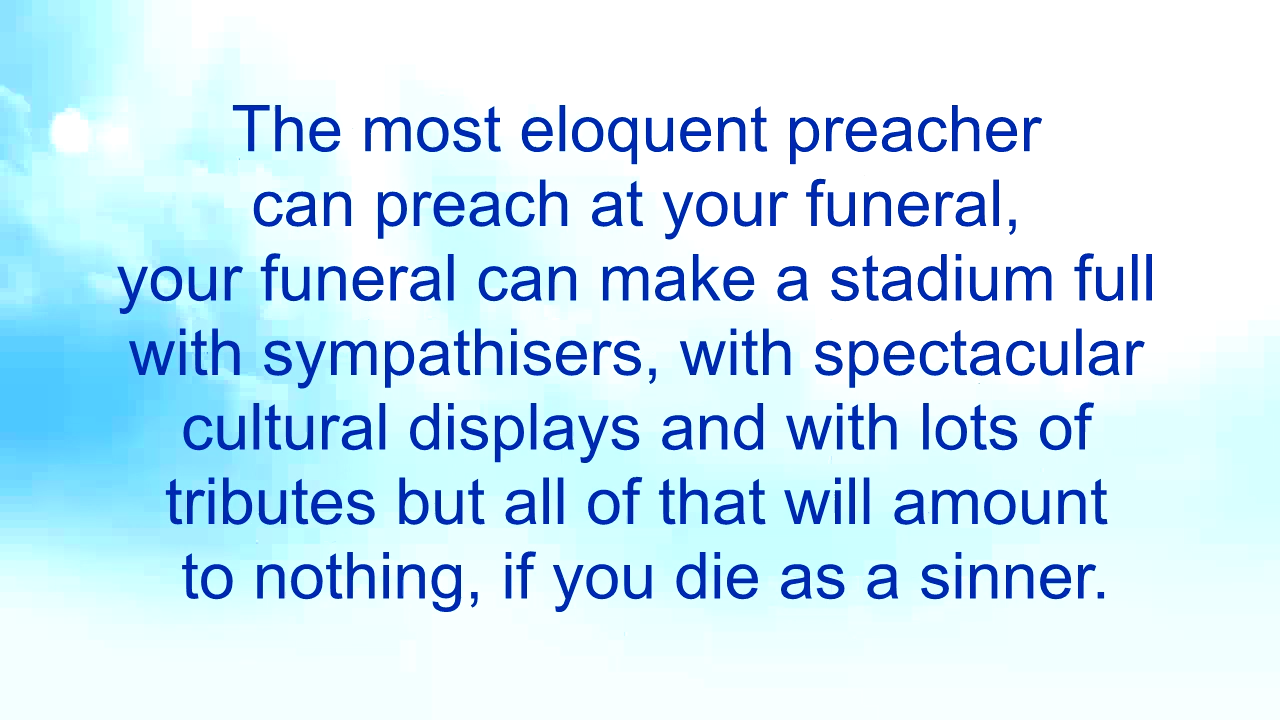 The most eloquent preacher
can preach at your funeral,
your funeral can make a stadium full
with sympathisers, with spectacular
cultural displays and with lots of
tributes but all of that will amount
to nothing, if you die as a sinner.